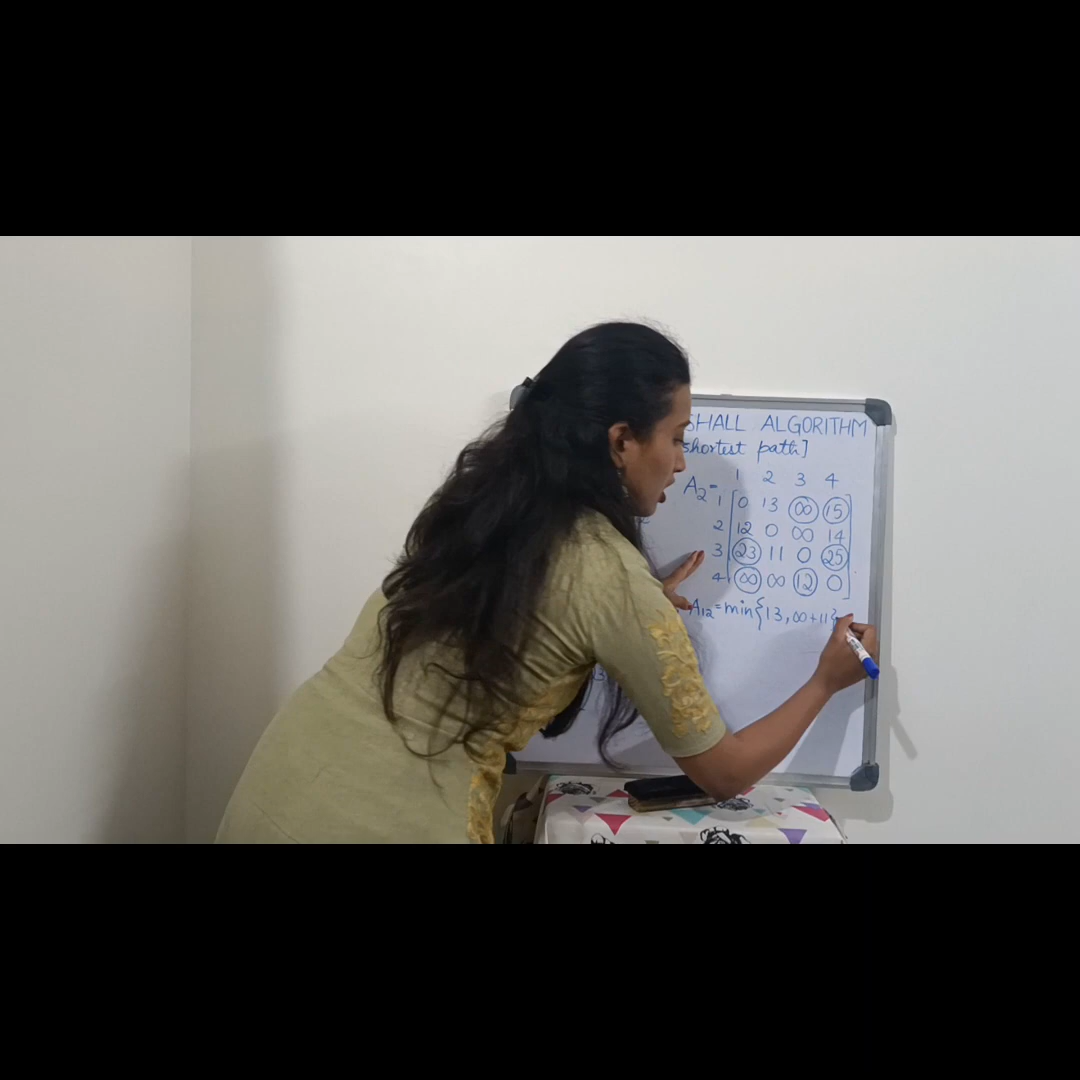 SHALL ALGORITHM
shortest path]
1 2 3 4
A₂= 1 [ 0 13 ∞ 15 ]
2 12 0 ∞ 14
3 23 11 0 25
4 ∞ ∞ 12 0
A₁₂=min{13,∞+11}